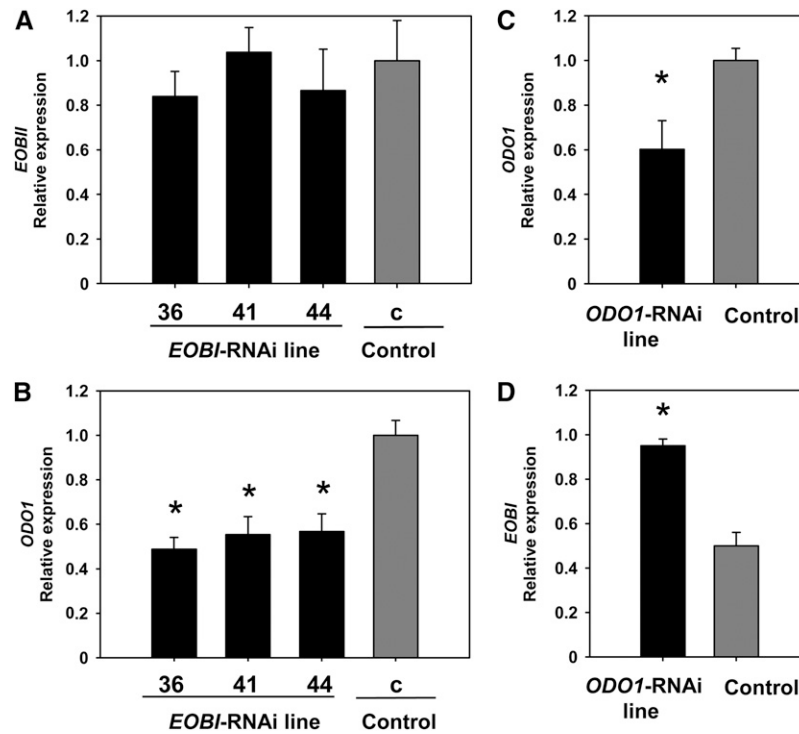 A
EOBII
Relative expression
1.2
1.0
0.8
0.6
0.4
0.2
0
36 41 44 c
EOBI-RNAi line Control
B
ODO1
Relative expression
1.2
1.0
0.8
0.6
0.4
0.2
0
* * *
36 41 44 c
EOBI-RNAi line Control
C
ODO1
Relative expression
1.2
1.0
0.8
0.6
0.4
0.2
0
*
ODO1-RNAi Control
line
D
EOBI
Relative expression
1.2
1.0
0.8
0.6
0.4
0.2
0
*
ODO1-RNAi Control
line